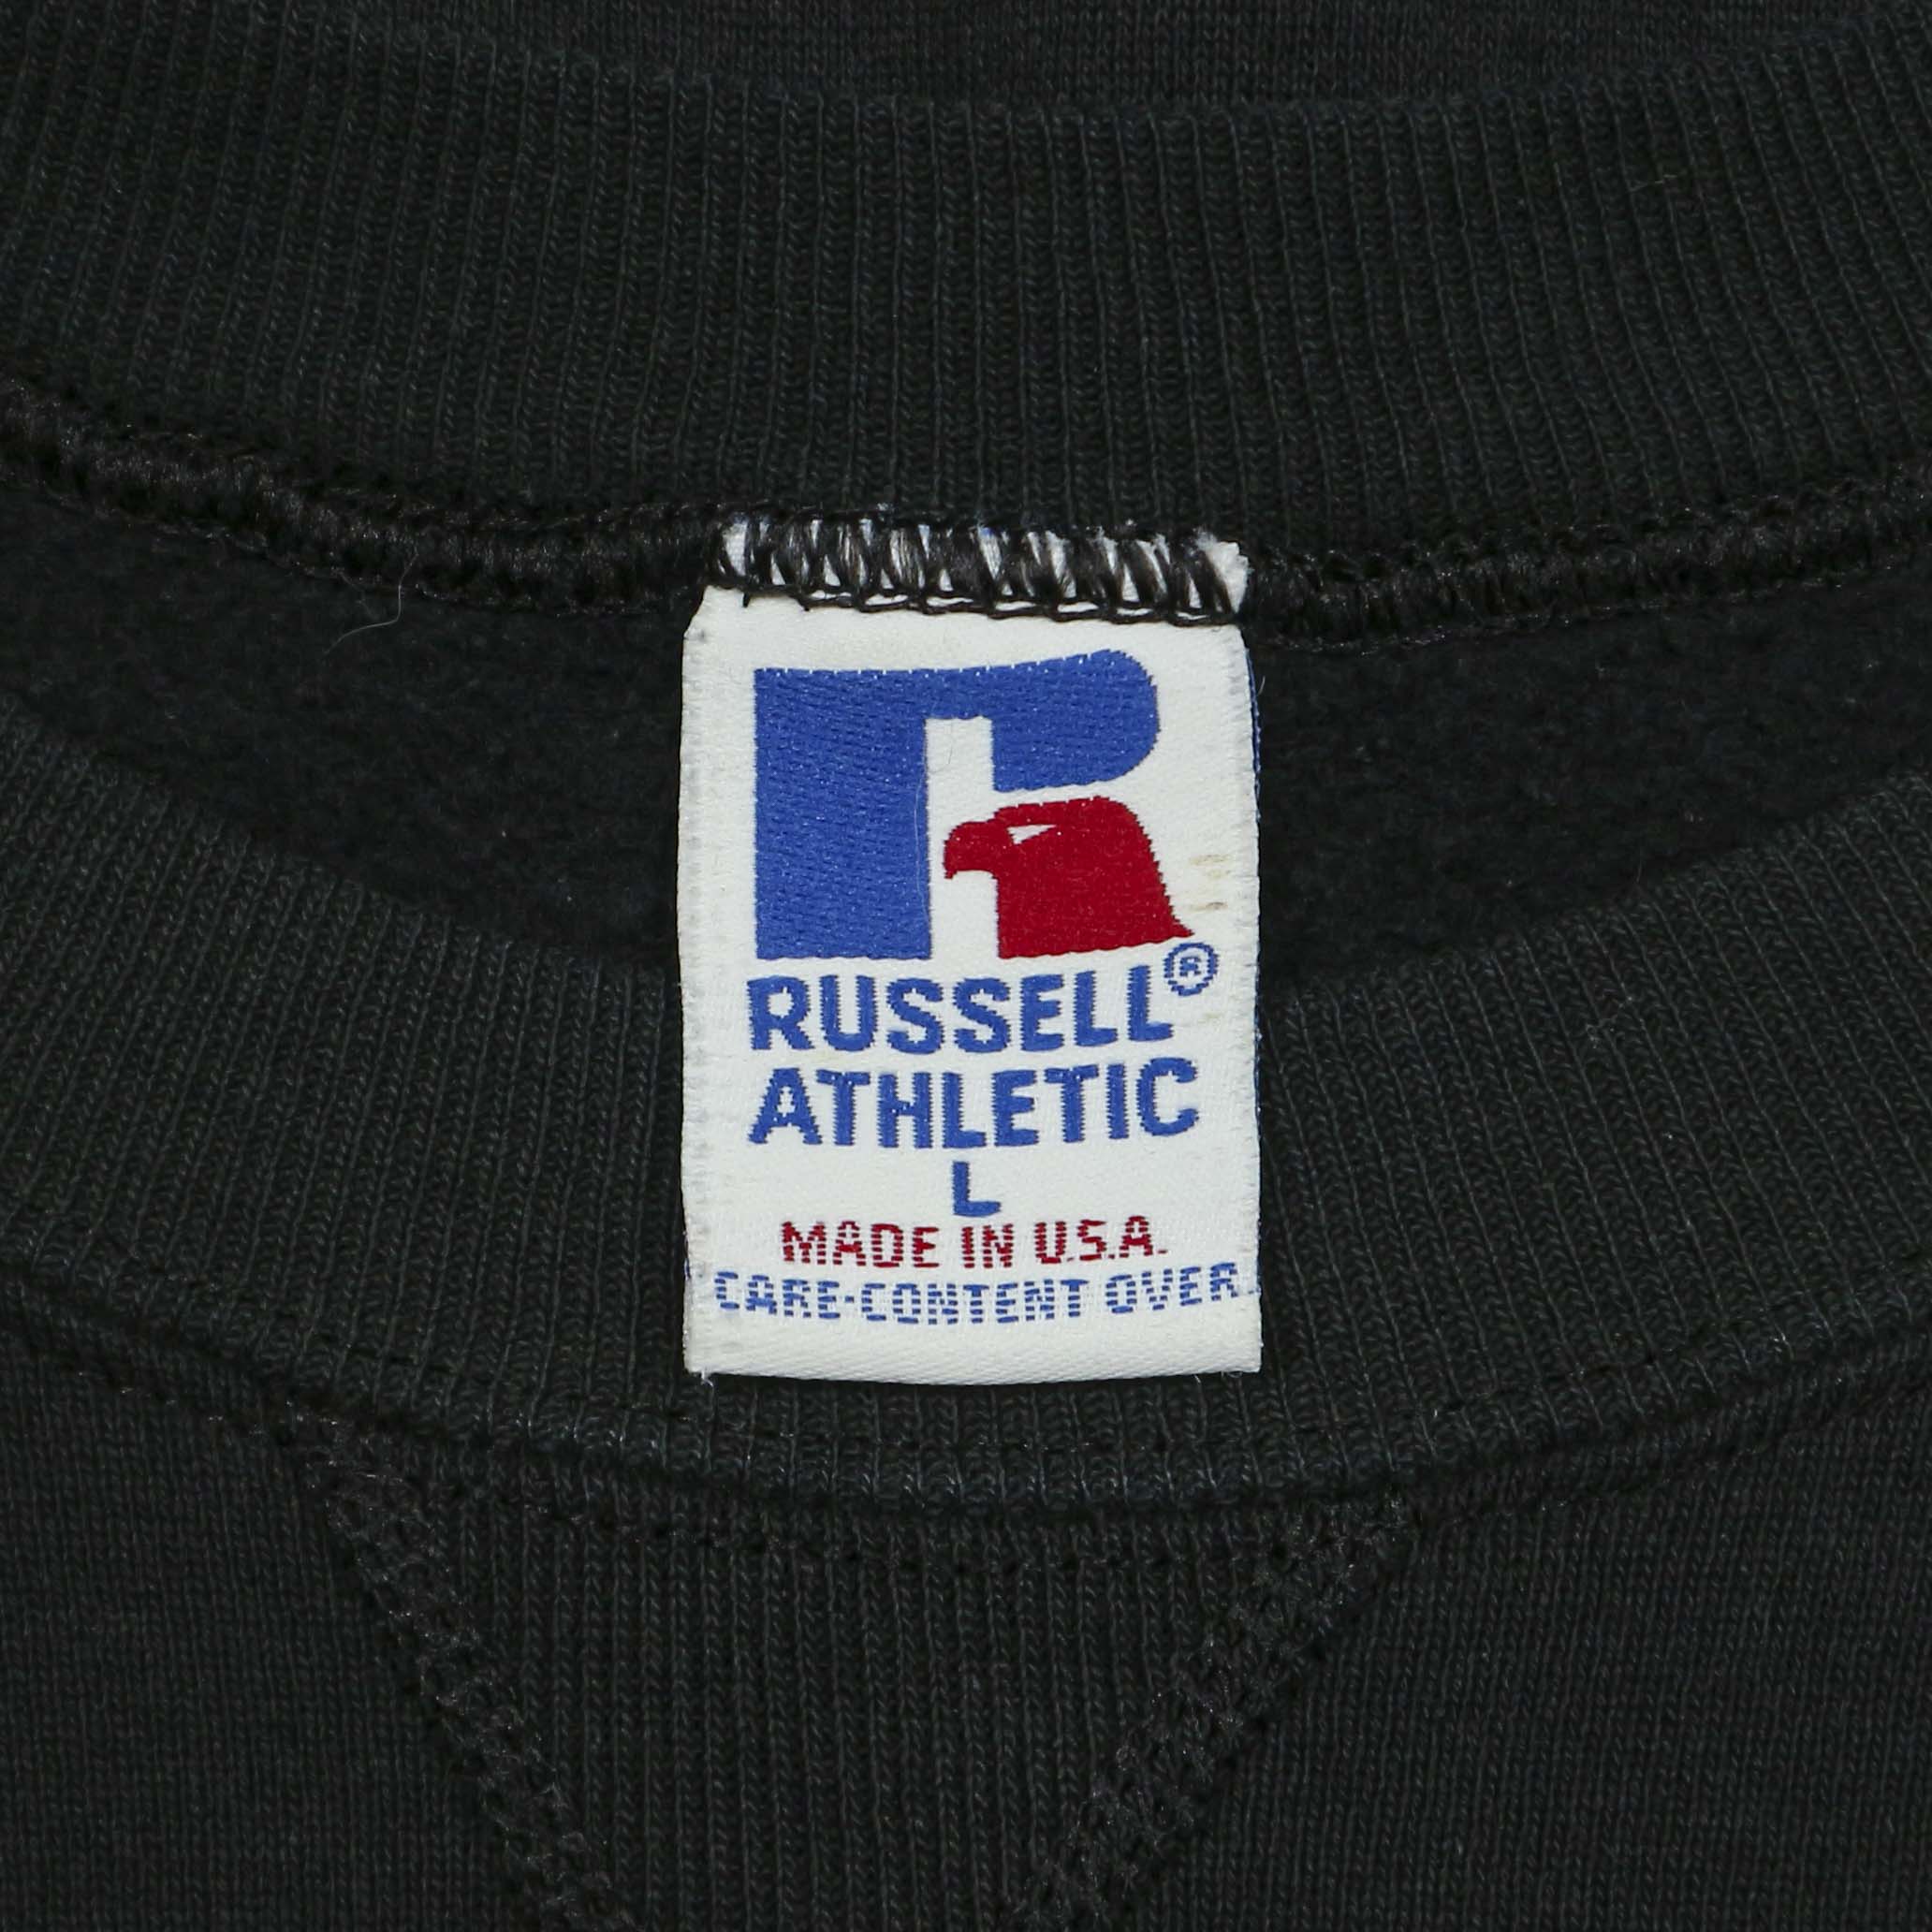 RUSSELL®
ATHLETIC
L
MADE IN U.S.A.
CARE-CONTENT OVER